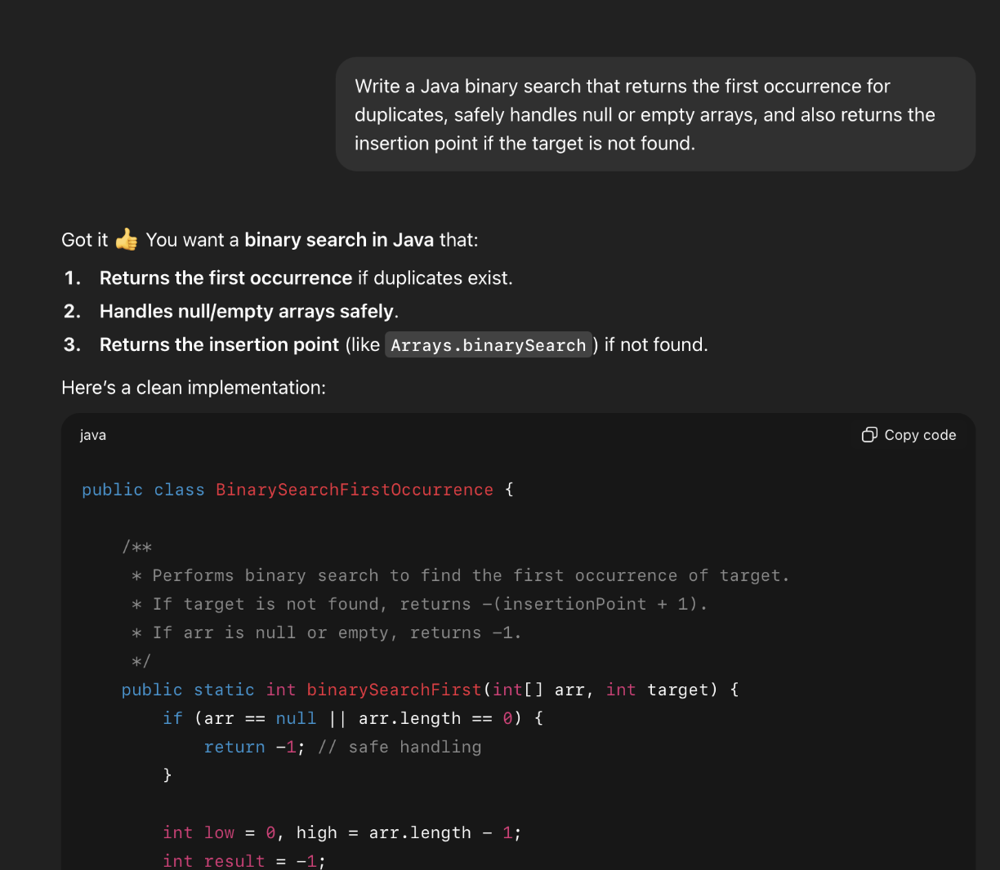 Write a Java binary search that returns the first occurrence for
duplicates, safely handles null or empty arrays, and also returns the
insertion point if the target is not found.
Got it 👍 You want a binary search in Java that:
1. Returns the first occurrence if duplicates exist.
2. Handles null/empty arrays safely.
3. Returns the insertion point (like Arrays.binarySearch) if not found.
Here’s a clean implementation:
java
Copy code
public class BinarySearchFirstOccurrence {
    /**
     * Performs binary search to find the first occurrence of target.
     * If target is not found, returns -(insertionPoint + 1).
     * If arr is null or empty, returns -1.
     */
    public static int binarySearchFirst(int[] arr, int target) {
        if (arr == null || arr.length == 0) {
            return -1; // safe handling
        }
        int low = 0, high = arr.length - 1;
        int result = -1;